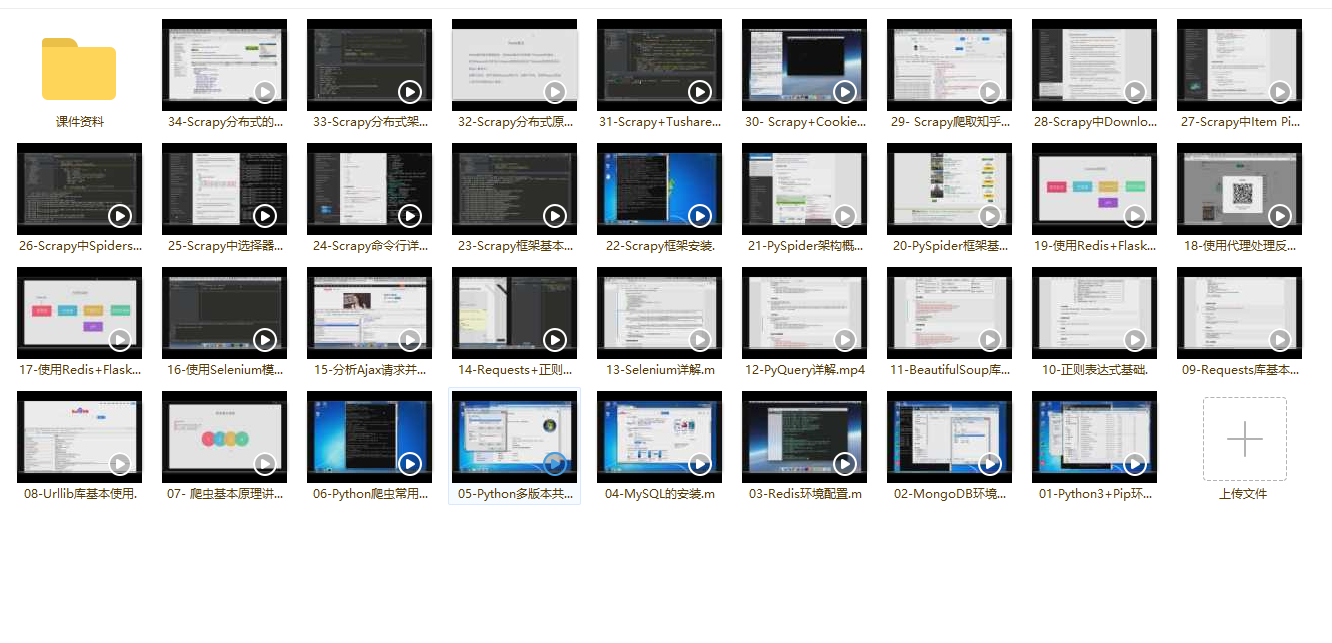 课件资料
34-Scrapy分布式的...
33-Scrapy分布式架...
32-Scrapy分布式原...
31-Scrapy+Tushare...
30- Scrapy+Cookie...
29- Scrapy爬取知乎...
28-Scrapy中Downlo...
27-Scrapy中Item Pi...
26-Scrapy中Spiders...
25-Scrapy中选择器...
24-Scrapy命令行详...
23-Scrapy框架基本...
22-Scrapy框架安装.
21-PySpider架构概...
20-PySpider框架基...
19-使用Redis+Flask...
18-使用代理处理反...
17-使用Redis+Flask...
16-使用Selenium模...
15-分析Ajax请求并...
14-Requests+正则...
13-Selenium详解.m
12-PyQuery详解.mp4
11-BeautifulSoup库...
10-正则表达式基础.
09-Requests库基本...
08-Urllib库基本使用.
07- 爬虫基本原理讲...
06-Python爬虫常用...
05-Python多版本共...
04-MySQL的安装.m
03-Redis环境配置.m
02-MongoDB环境...
01-Python3+Pip环...
上传文件